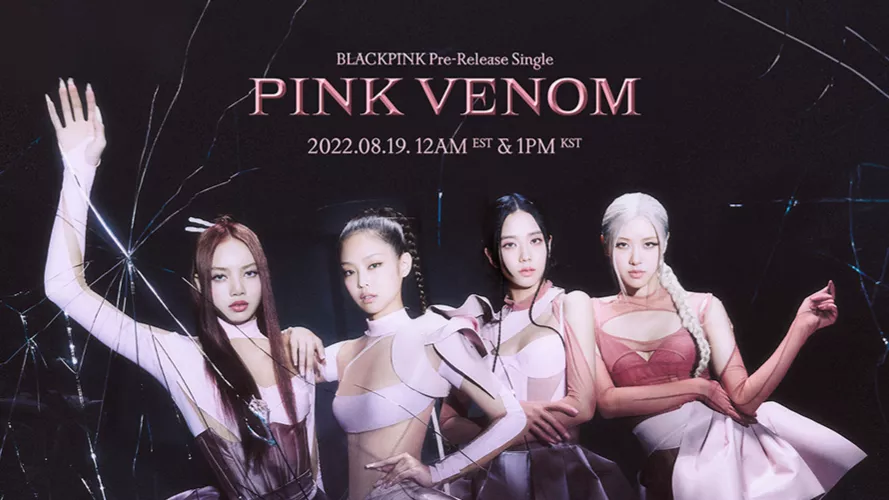 BLACKPINK Pre-Release Single
PINK VENOM
2022.08.19. 12AM EST & 1PM KST